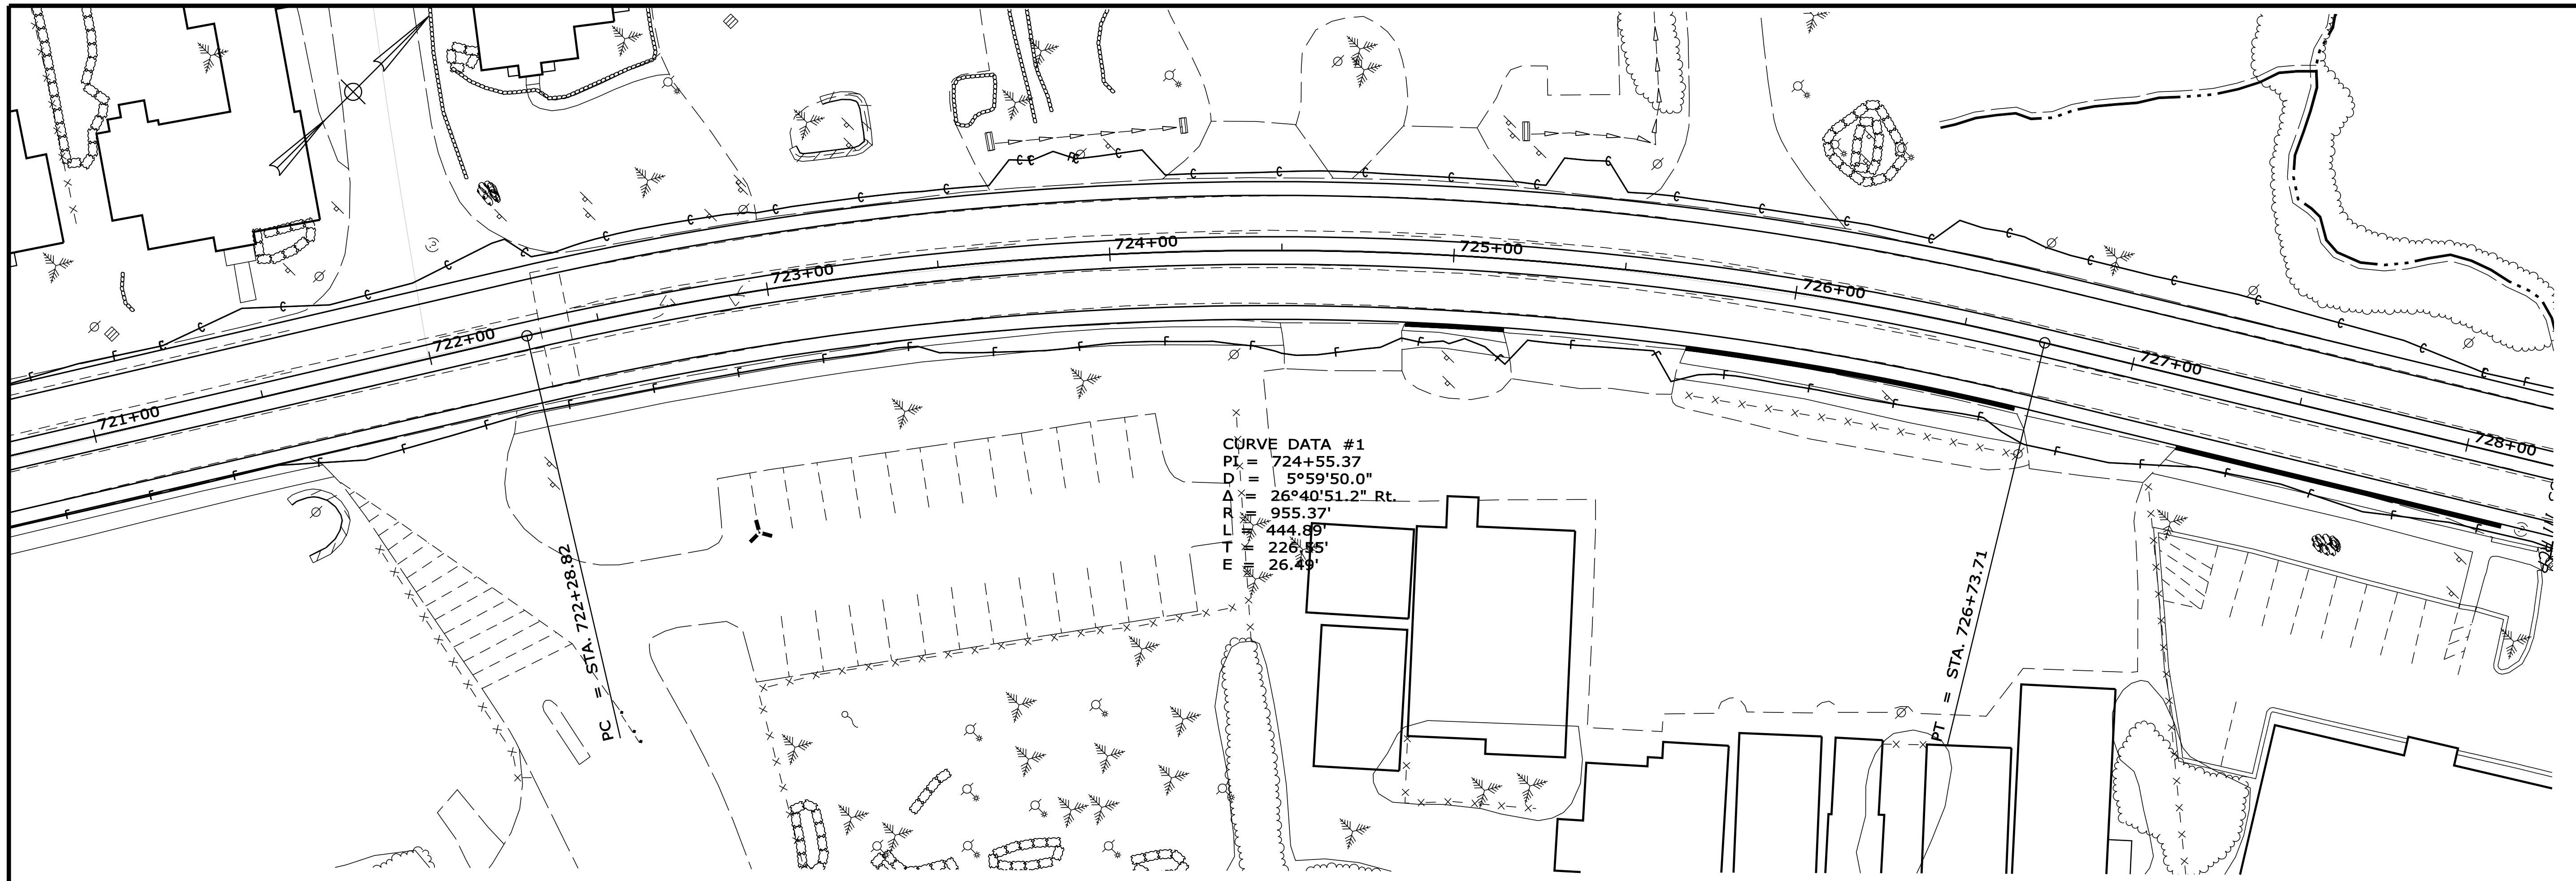 721+00
722+00
723+00
724+00
725+00
726+00
727+00
728+00
CURVE DATA #1
PI = 724+55.37
D = 5°59'50.0"
Δ = 26°40'51.2" Rt.
R = 955.37'
L = 444.89'
T = 226.55'
E = 26.49'
PC = STA. 722+28.82
PT = STA. 726+73.71